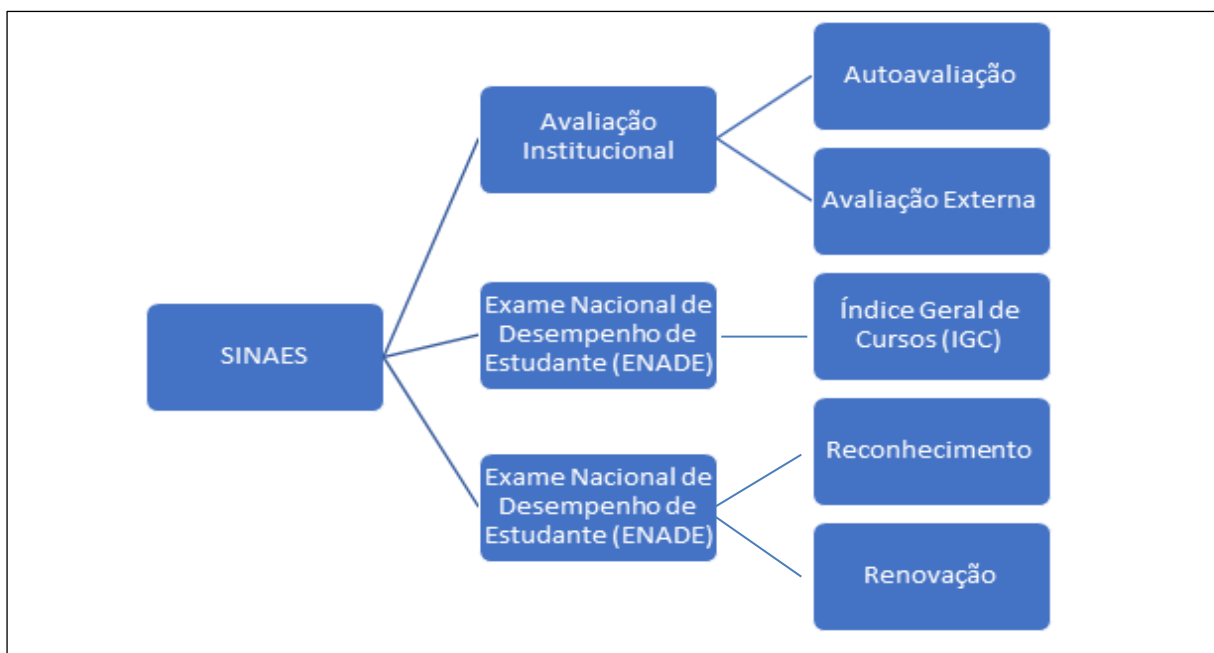 SINAES
Avaliação
Institucional
Exame Nacional de
Desempenho de
Estudante (ENADE)
Exame Nacional de
Desempenho de
Estudante (ENADE)
Autoavaliação
Avaliação Externa
Índice Geral de
Cursos (IGC)
Reconhecimento
Renovação